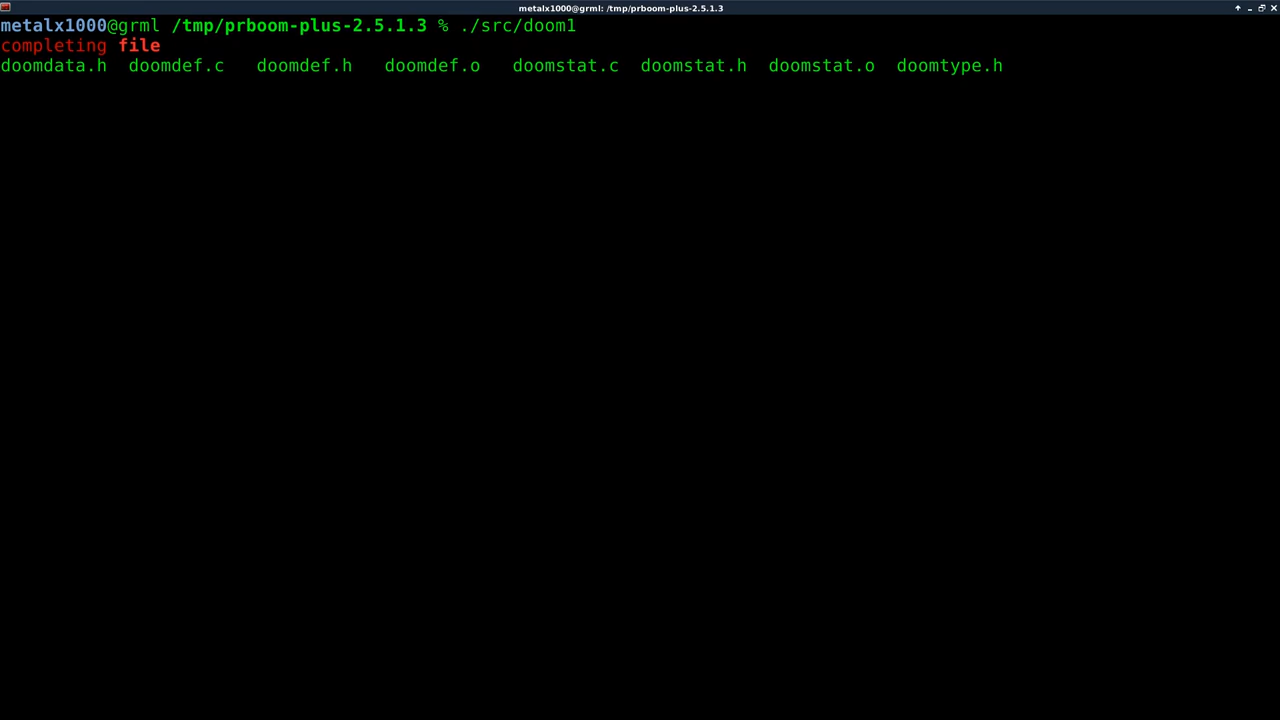 metalx1000@grml: /tmp/prboom-plus-2.5.1.3
metalx1000@grml /tmp/prboom-plus-2.5.1.3 % ./src/doom1
completing file
doomdata.h doomdef.c doomdef.h doomdef.o doomstat.c doomstat.h doomstat.o doomtype.h